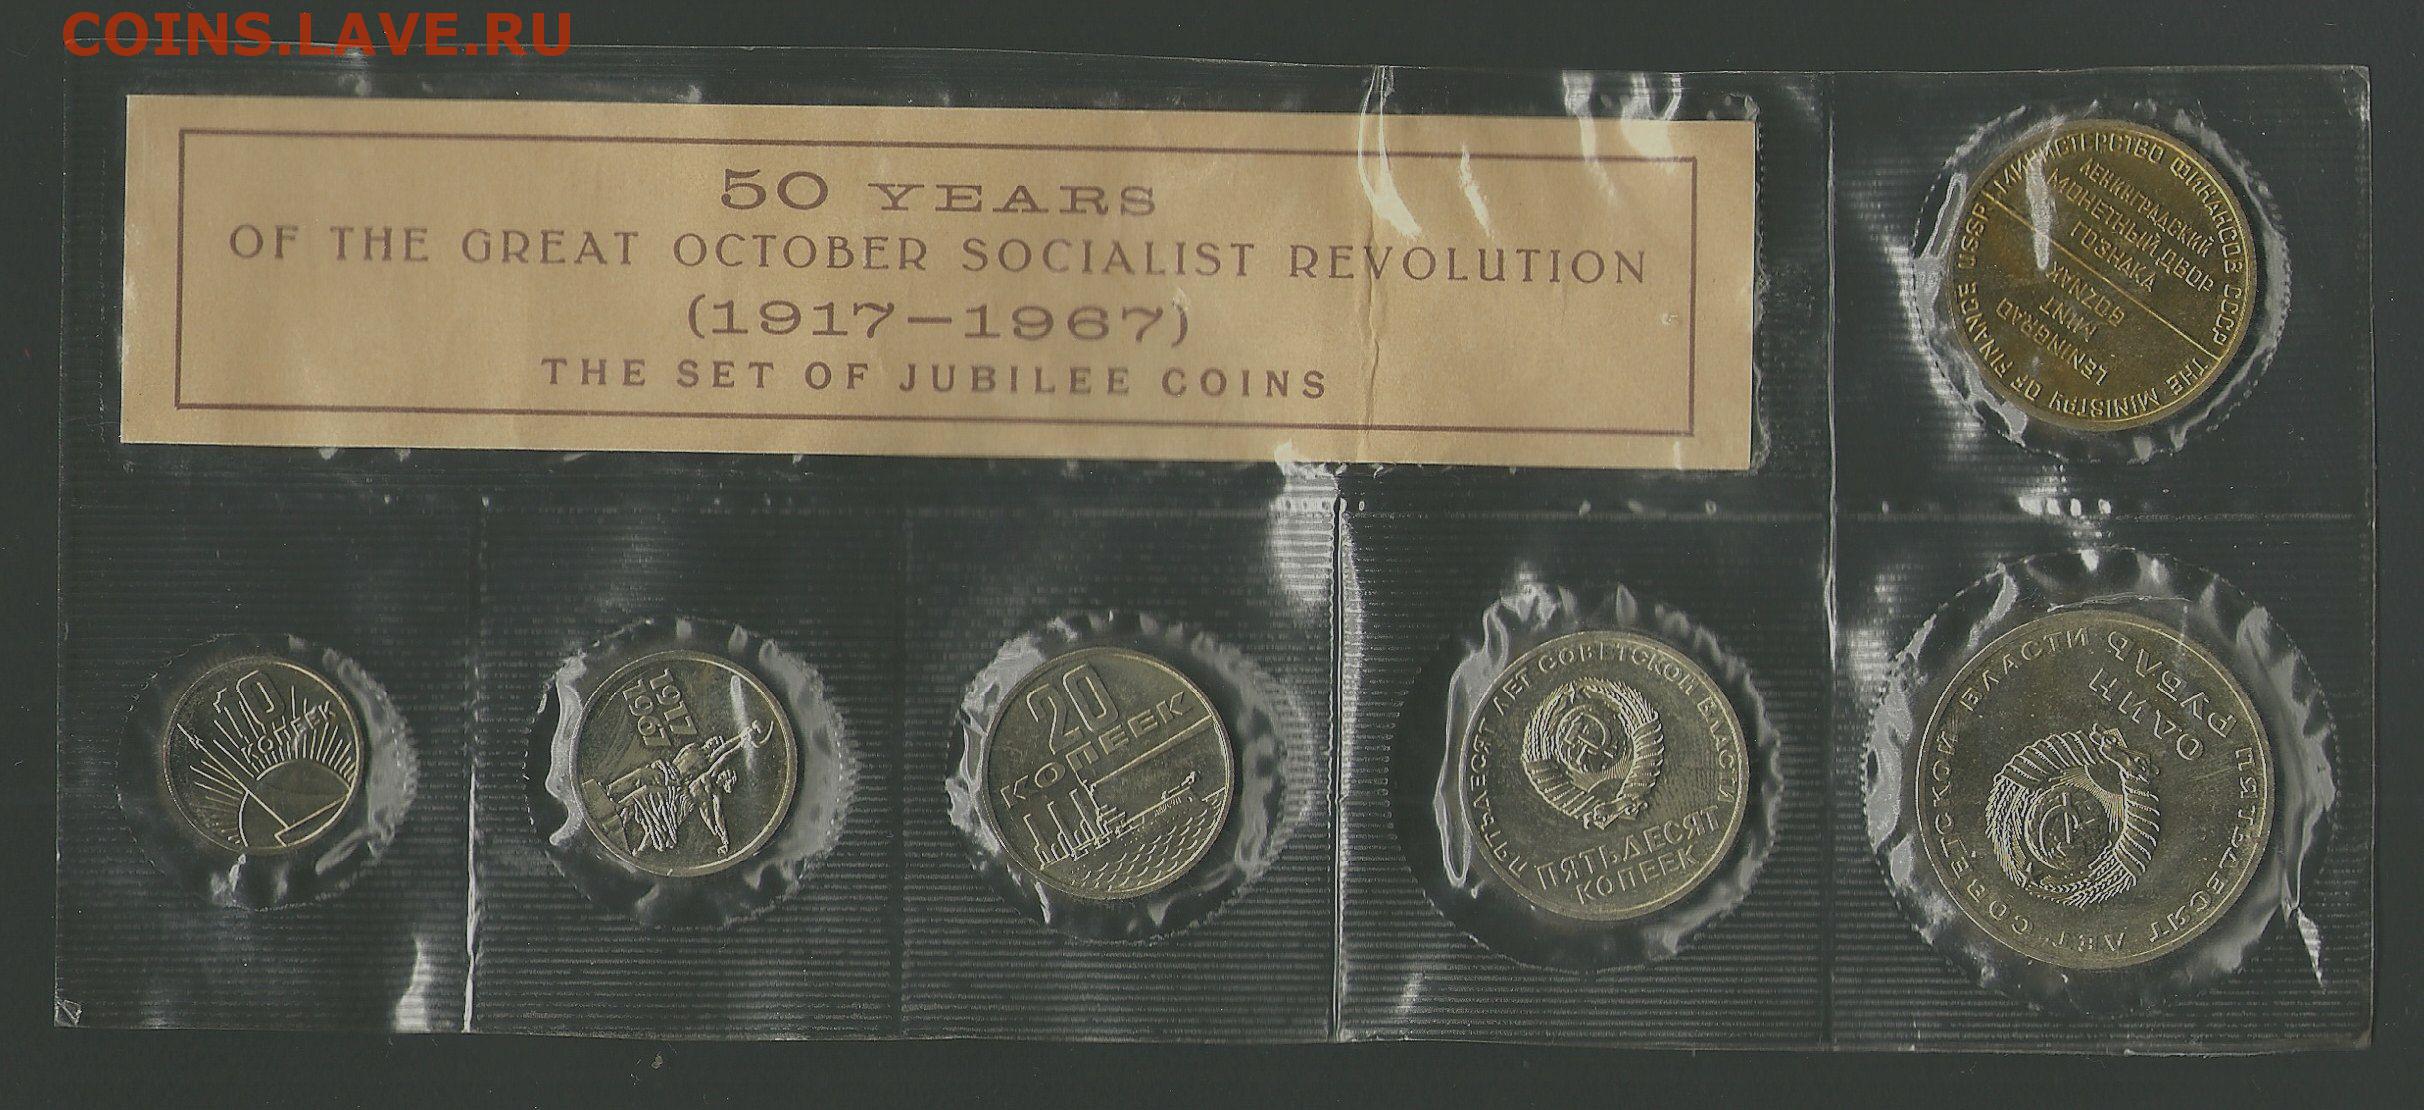 COINS.LAVE.RU
50 YEARS
OF THE GREAT OCTOBER SOCIALIST REVOLUTION
(1917—1967)
THE SET OF JUBILEE COINS
МИНИСТЕРСТВО ФИНАНСОВ СССР
ЛЕНИНГРАДСКИЙ
МОНЕТНЫЙ ДВОР
ГОЗНАКА
THE MINISTRY OF FINANCE USSR
LENINGRAD
MINT
GOZNAK
10
КОПЕЕК
1917
1967
20
КОПЕЕК
ПЯТЬДЕСЯТ ЛЕТ СОВЕТСКОЙ ВЛАСТИ
ПЯТЬДЕСЯТ
КОПЕЕК
ПЯТЬДЕСЯТ ЛЕТ СОВЕТСКОЙ ВЛАСТИ
ОДИН
РУБЛЬ